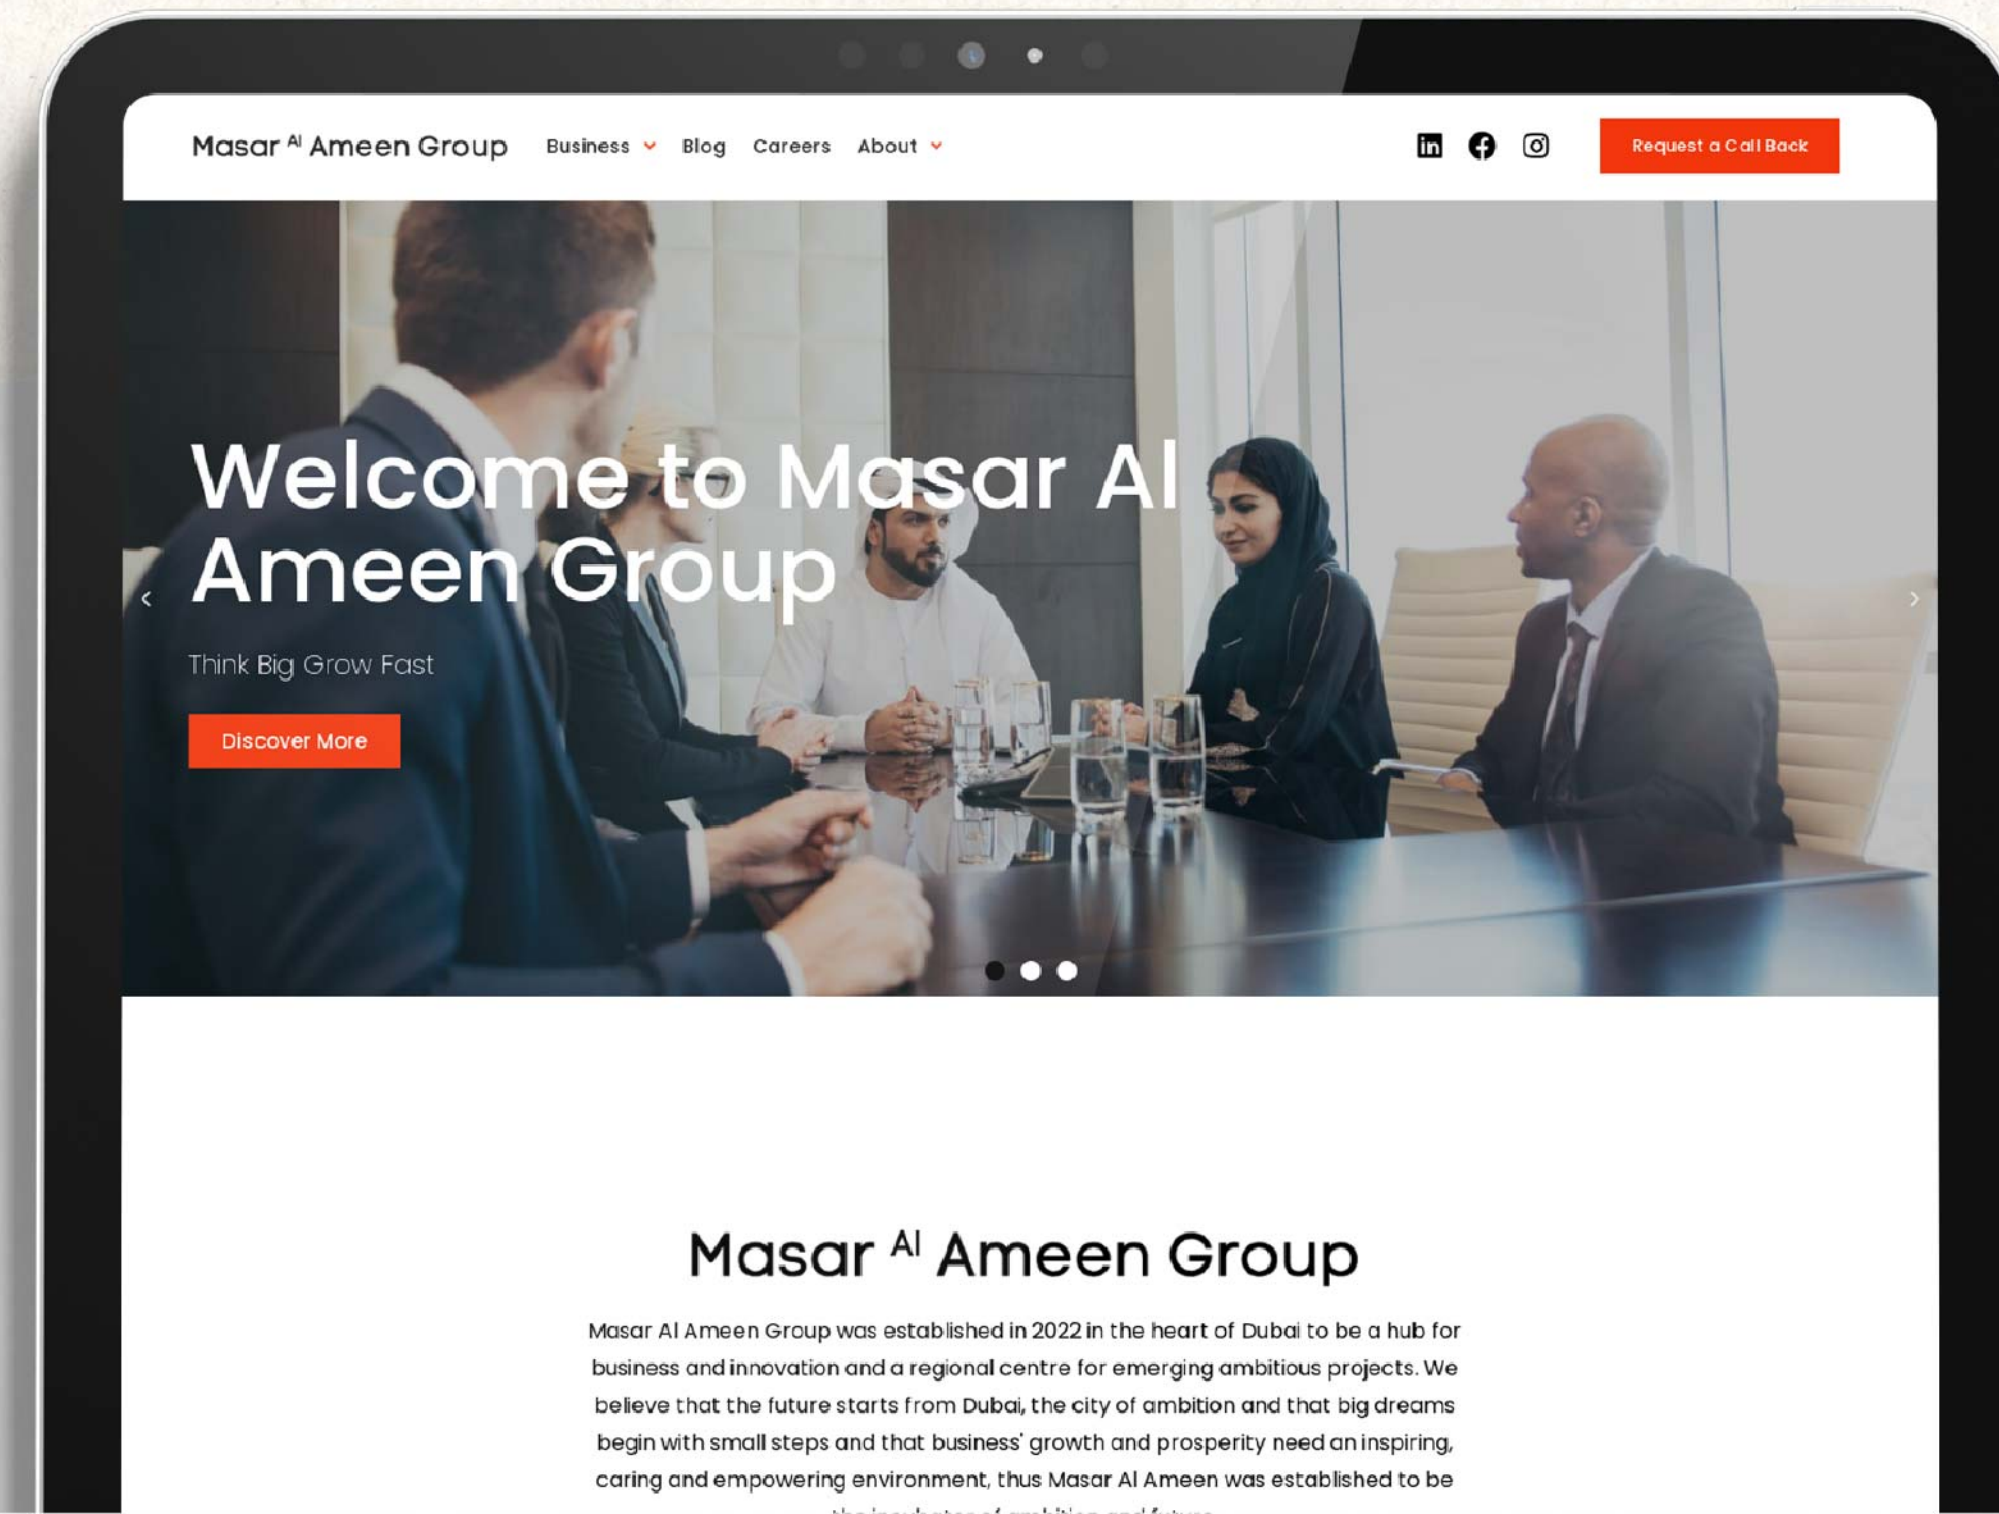 Masar Al Ameen Group
Business
Blog
Careers
About
Request a Call Back
Welcome to Masar Al
Ameen Group
Think Big Grow Fast
Discover More
Masar Al Ameen Group
Masar Al Ameen Group was established in 2022 in the heart of Dubai to be a hub for
business and innovation and a regional centre for emerging ambitious projects. We
believe that the future starts from Dubai, the city of ambition and that big dreams
begin with small steps and that business' growth and prosperity need an inspiring,
caring and empowering environment, thus Masar Al Ameen was established to be